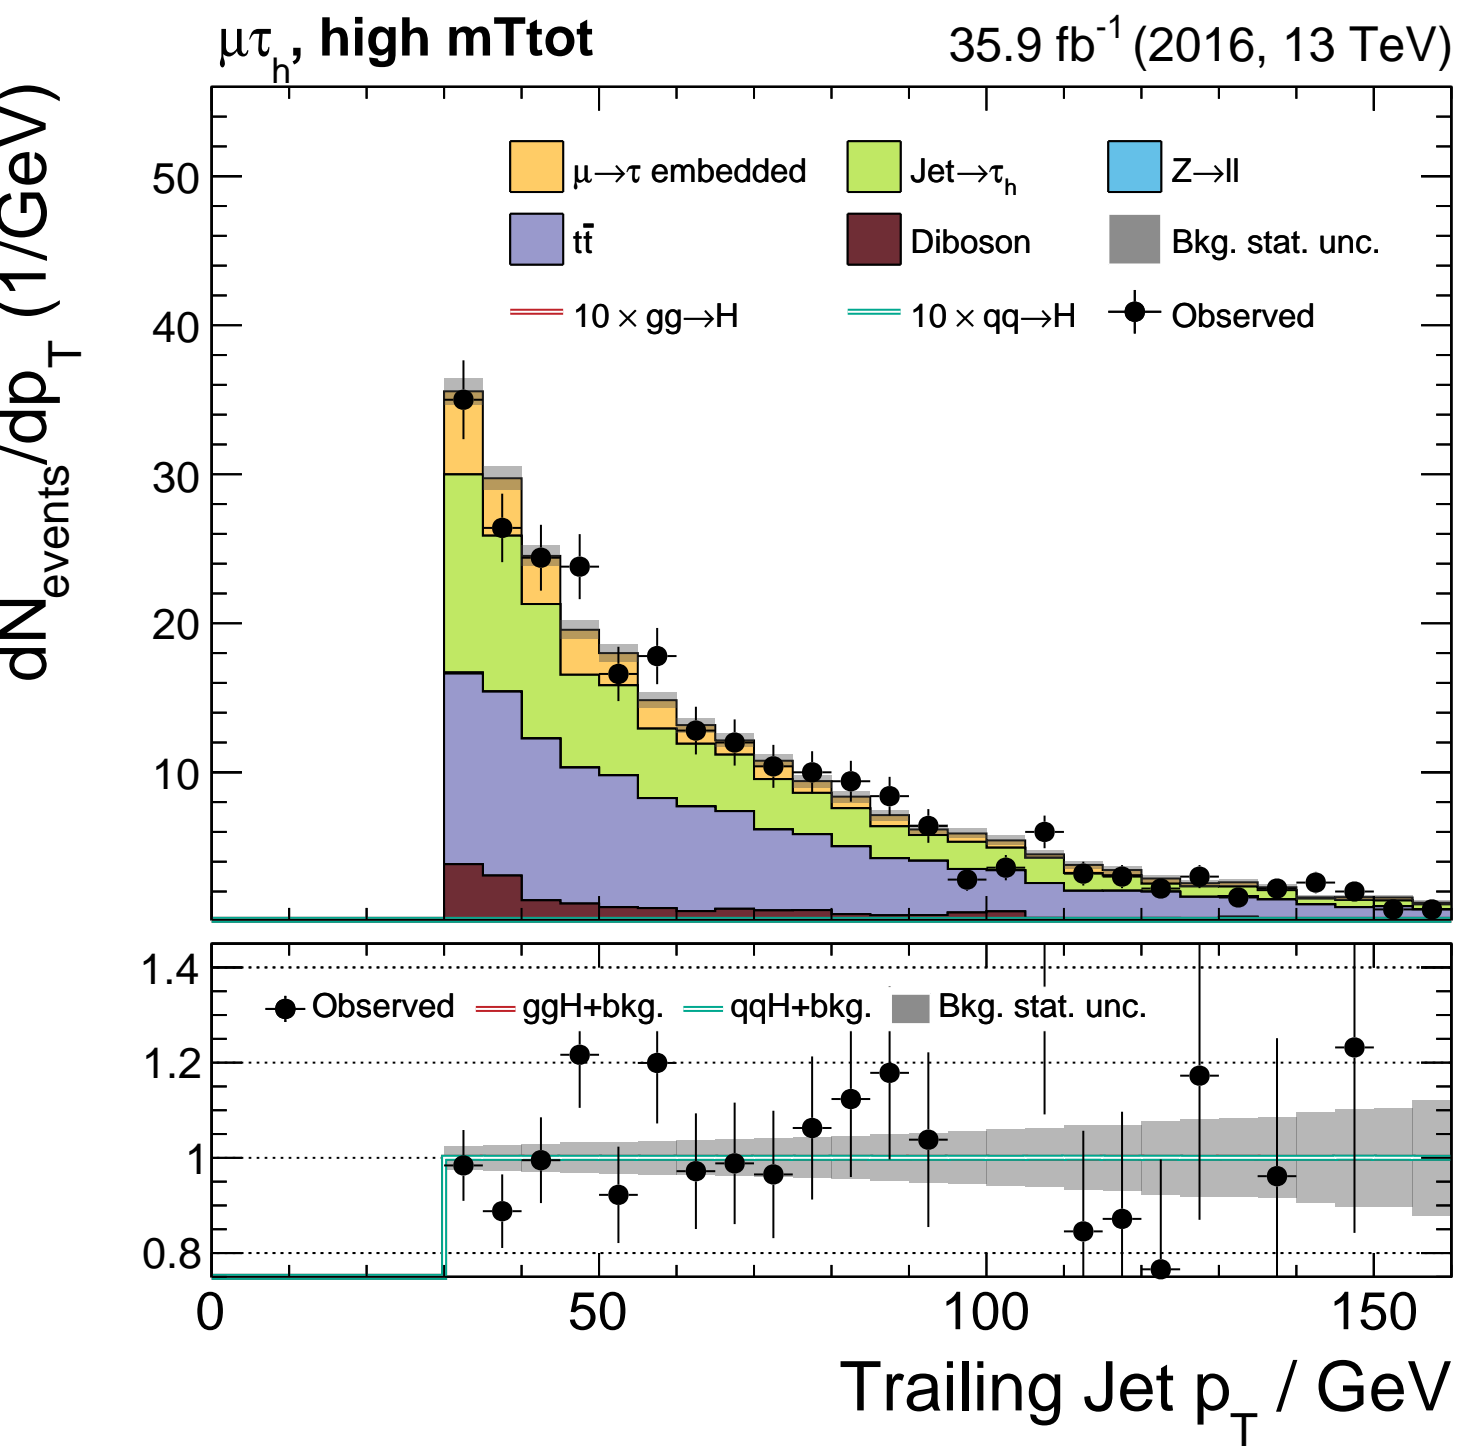 μτh, high mTtot 35.9 fb-1 (2016, 13 TeV)
dNevents/dpT (1/GeV)
μ→τ embedded Jet→τh Z→ll
tt̄ Diboson Bkg. stat. unc.
10 × gg→H 10 × qq→H Observed
50
40
30
20
10
1.4
Observed ggH+bkg. qqH+bkg. Bkg. stat. unc.
1.2
1
0.8
0 50 100 150
Trailing Jet pT / GeV